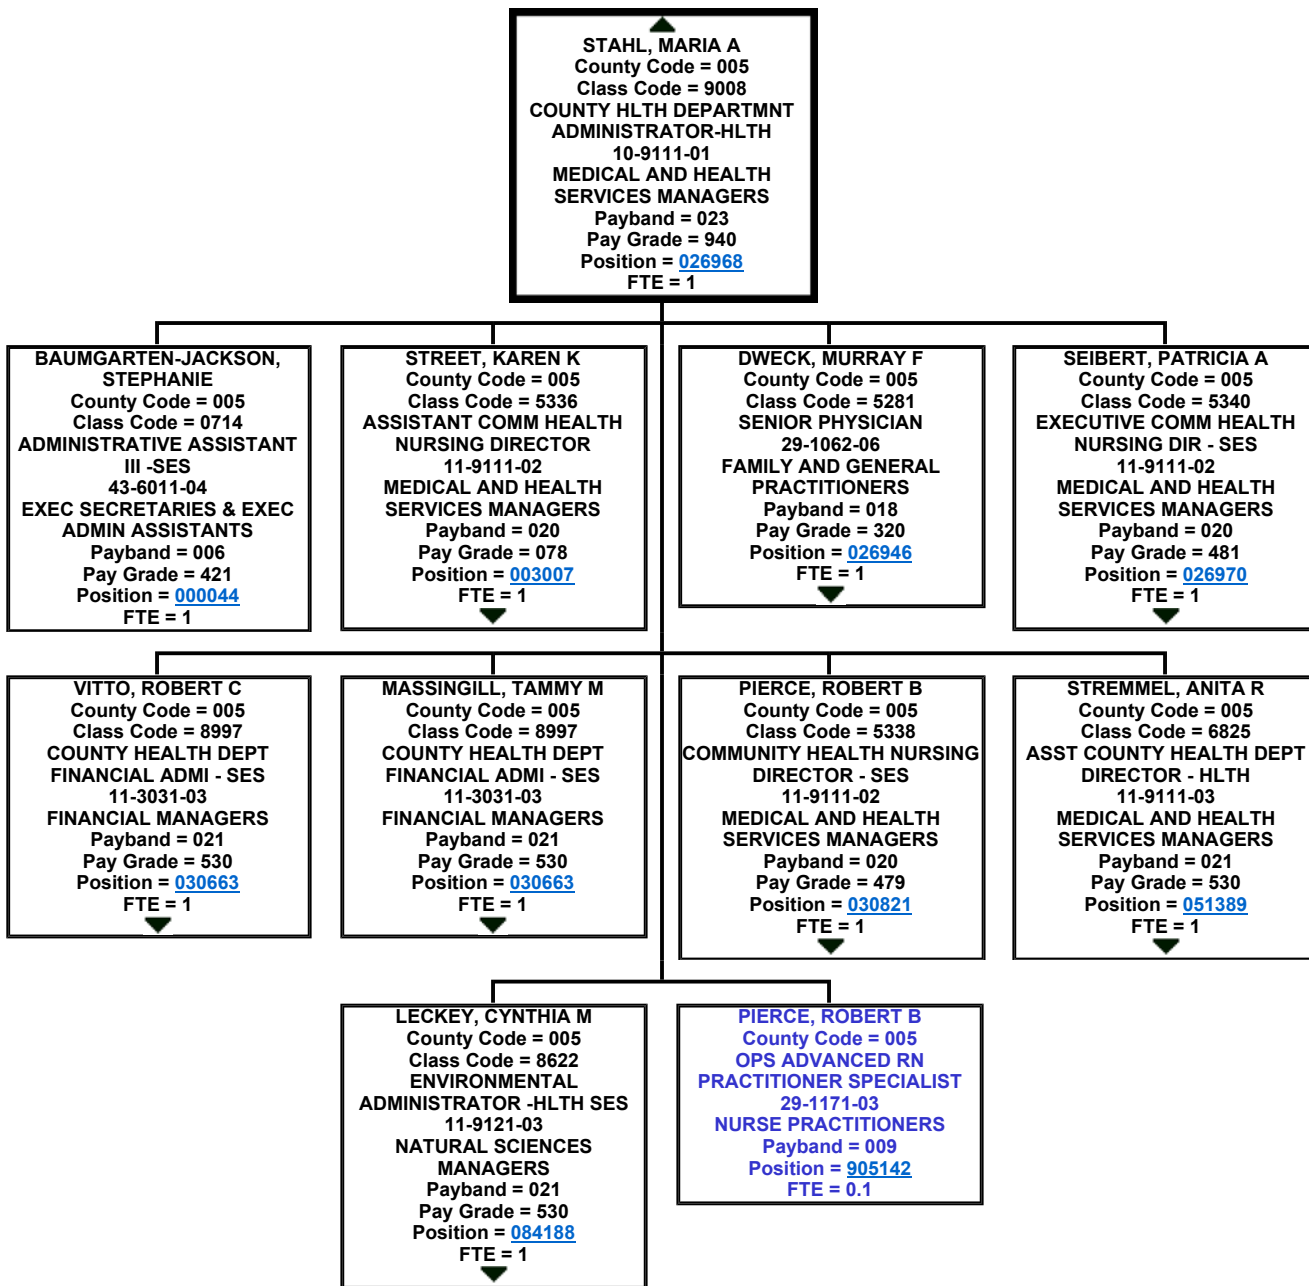 STAHL, MARIA A
County Code = 005
Class Code = 9008
COUNTY HLTH DEPARTMNT
ADMINISTRATOR-HLTH
10-9111-01
MEDICAL AND HEALTH
SERVICES MANAGERS
Payband = 023
Pay Grade = 940
Position = 026968
FTE = 1
BAUMGARTEN-JACKSON,
STEPHANIE
County Code = 005
Class Code = 0714
ADMINISTRATIVE ASSISTANT
III -SES
43-6011-04
EXEC SECRETARIES & EXEC
ADMIN ASSISTANTS
Payband = 006
Pay Grade = 421
Position = 000044
FTE = 1
STREET, KAREN K
County Code = 005
Class Code = 5336
ASSISTANT COMM HEALTH
NURSING DIRECTOR
11-9111-02
MEDICAL AND HEALTH
SERVICES MANAGERS
Payband = 020
Pay Grade = 078
Position = 003007
FTE = 1
DWECK, MURRAY F
County Code = 005
Class Code = 5281
SENIOR PHYSICIAN
29-1062-06
FAMILY AND GENERAL
PRACTITIONERS
Payband = 018
Pay Grade = 320
Position = 026946
FTE = 1
SEIBERT, PATRICIA A
County Code = 005
Class Code = 5340
EXECUTIVE COMM HEALTH
NURSING DIR - SES
11-9111-02
MEDICAL AND HEALTH
SERVICES MANAGERS
Payband = 020
Pay Grade = 481
Position = 026970
FTE = 1
VITTO, ROBERT C
County Code = 005
Class Code = 8997
COUNTY HEALTH DEPT
FINANCIAL ADMI - SES
11-3031-03
FINANCIAL MANAGERS
Payband = 021
Pay Grade = 530
Position = 030663
FTE = 1
MASSINGILL, TAMMY M
County Code = 005
Class Code = 8997
COUNTY HEALTH DEPT
FINANCIAL ADMI - SES
11-3031-03
FINANCIAL MANAGERS
Payband = 021
Pay Grade = 530
Position = 030663
FTE = 1
PIERCE, ROBERT B
County Code = 005
Class Code = 5338
COMMUNITY HEALTH NURSING
DIRECTOR - SES
11-9111-02
MEDICAL AND HEALTH
SERVICES MANAGERS
Payband = 020
Pay Grade = 479
Position = 030821
FTE = 1
STREMMEL, ANITA R
County Code = 005
Class Code = 6825
ASST COUNTY HEALTH DEPT
DIRECTOR - HLTH
11-9111-03
MEDICAL AND HEALTH
SERVICES MANAGERS
Payband = 021
Pay Grade = 530
Position = 051389
FTE = 1
LECKEY, CYNTHIA M
County Code = 005
Class Code = 8622
ENVIRONMENTAL
ADMINISTRATOR -HLTH SES
11-9121-03
NATURAL SCIENCES
MANAGERS
Payband = 021
Pay Grade = 530
Position = 084188
FTE = 1
PIERCE, ROBERT B
County Code = 005
OPS ADVANCED RN
PRACTITIONER SPECIALIST
29-1171-03
NURSE PRACTITIONERS
Payband = 009
Position = 905142
FTE = 0.1